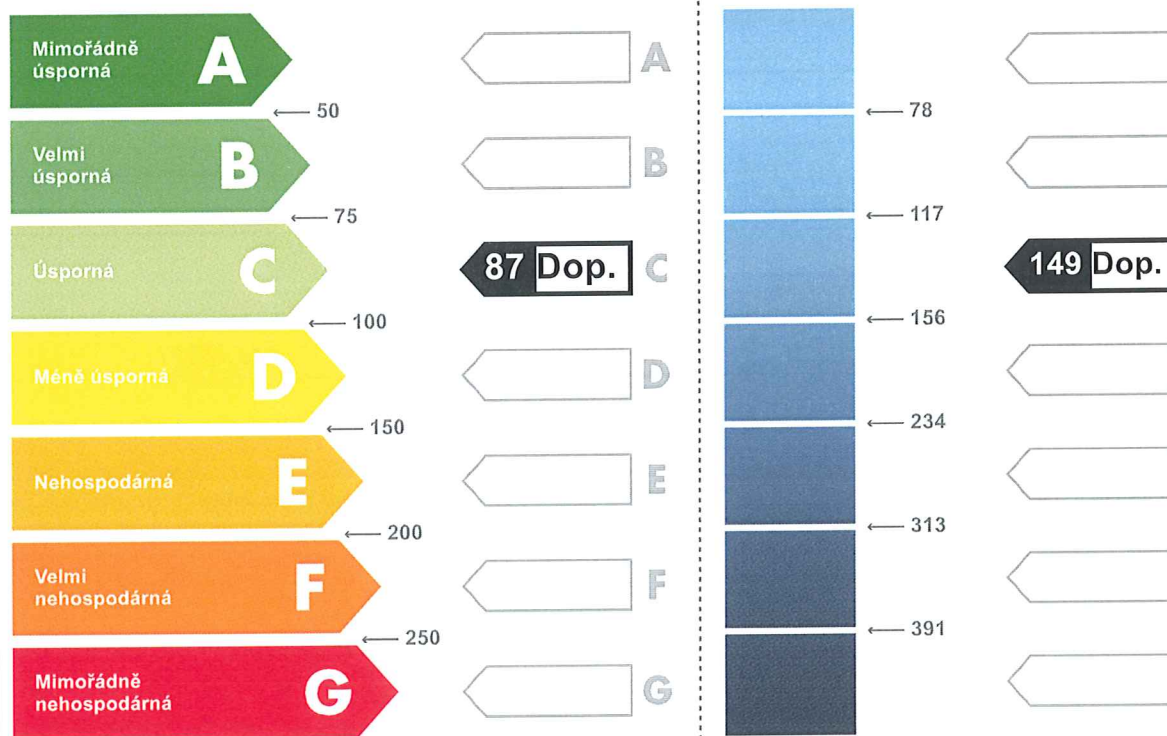 Mimořádně
úsporná
A
A
← 50
← 78
Velmi
úsporná
B
B
← 75
← 117
Úsporná
C
87 Dop.
C
149 Dop.
← 100
← 156
Méně úsporná
D
D
← 150
← 234
Nehospodárná
E
E
← 200
← 313
Velmi
nehospodárná
F
F
← 250
← 391
Mimořádně
nehospodárná
G
G